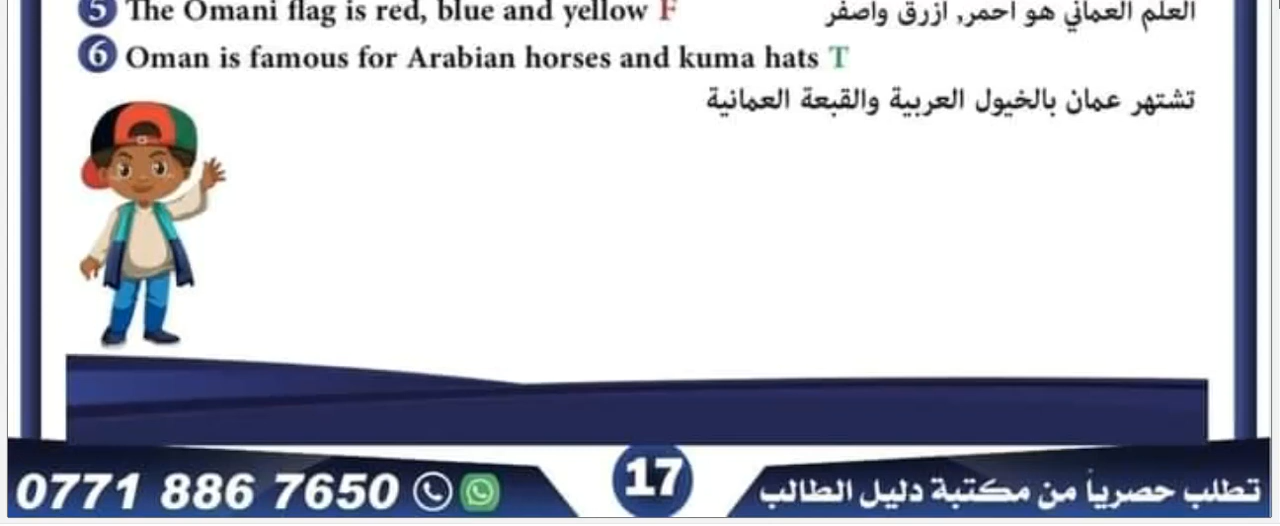 5 The Omani flag is red, blue and yellow F
العلم العماني هو احمر, ازرق واصفر
6 Oman is famous for Arabian horses and kuma hats T
تشتهر عمان بالخيول العربية والقبعة العمانية
0771 886 7650
17
تطلب حصرياً من مكتبة دليل الطالب